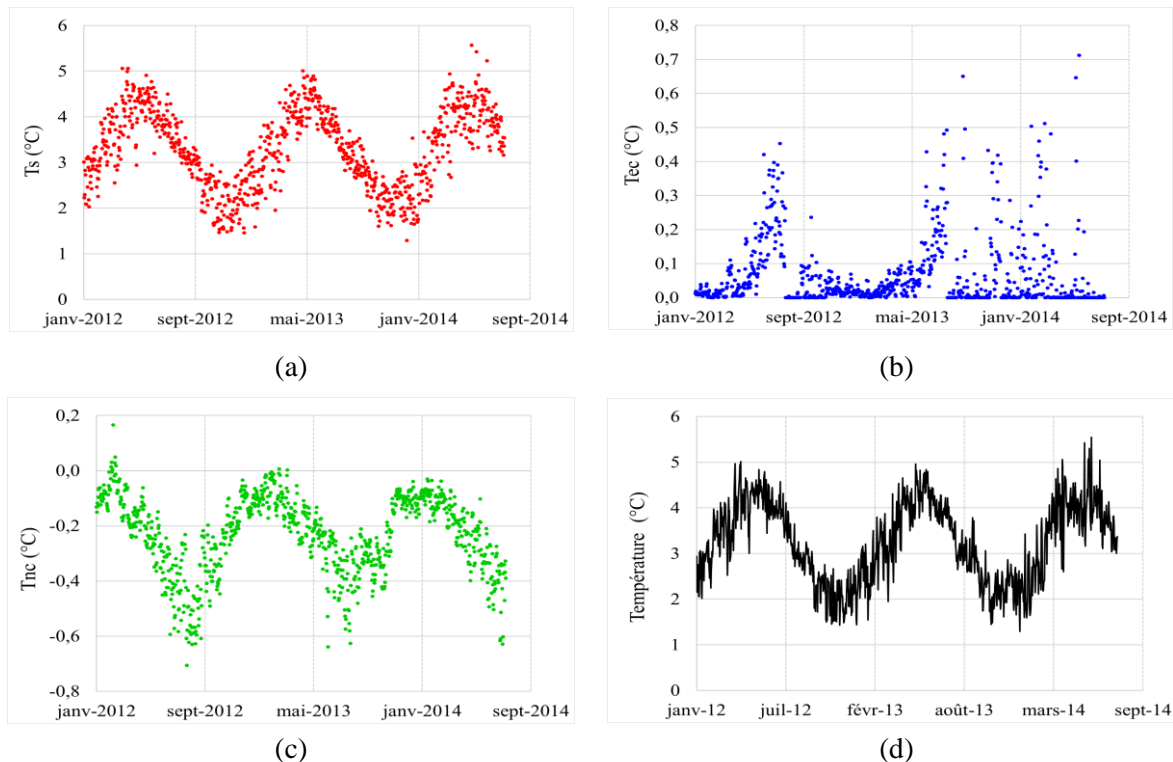 6
5
4
3
2
1
0
Ts (°C)
janv-2012 sept-2012 mai-2013 janv-2014 sept-2014
(a)
0,8
0,7
0,6
0,5
0,4
0,3
0,2
0,1
0,0
Tec (°C)
janv-2012 sept-2012 mai-2013 janv-2014 sept-2014
(b)
0,2
0,0
-0,2
-0,4
-0,6
-0,8
Tnc (°C)
janv-2012 sept-2012 mai-2013 janv-2014 sept-2014
(c)
6
5
4
3
2
1
0
Température (°C)
janv-12 juil-12 févr-13 août-13 mars-14 sept-14
(d)